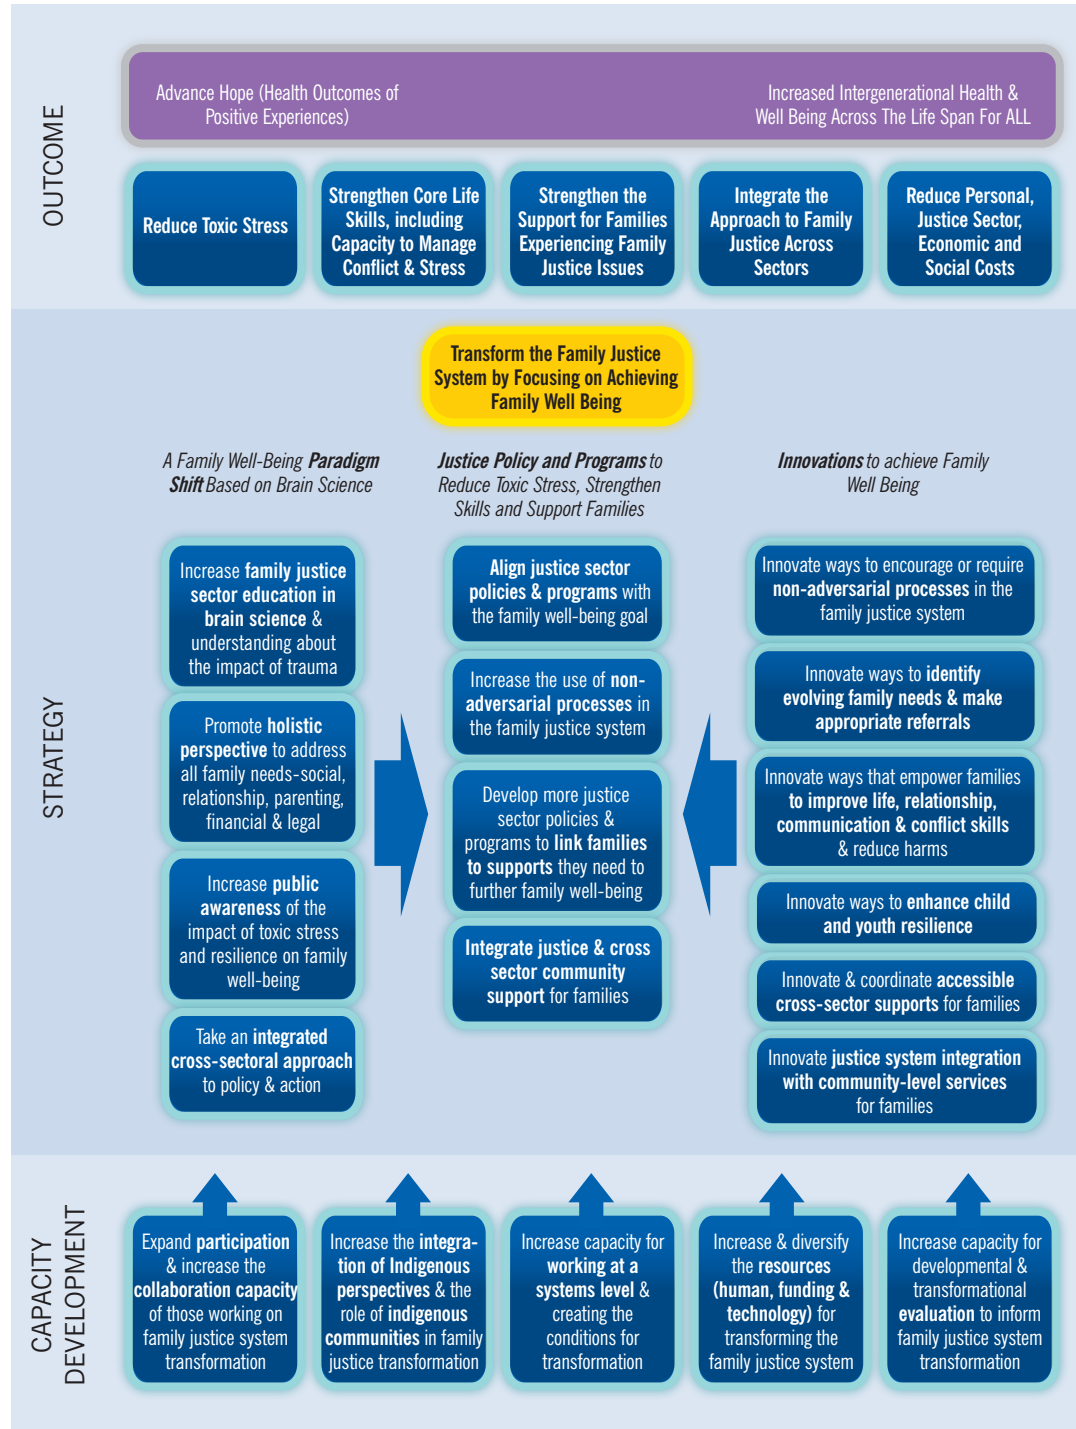 OUTCOME
Advance Hope (Health Outcomes of
Positive Experiences)
Increased Intergenerational Health &
Well Being Across The Life Span For ALL
Reduce Toxic Stress
Strengthen Core Life
Skills, including
Capacity to Manage
Conflict & Stress
Strengthen the
Support for Families
Experiencing Family
Justice Issues
Integrate the
Approach to Family
Justice Across
Sectors
Reduce Personal,
Justice Sector,
Economic and
Social Costs
STRATEGY
Transform the Family Justice
System by Focusing on Achieving
Family Well Being
A Family Well-Being Paradigm
Shift Based on Brain Science
Increase family justice
sector education in
brain science &
understanding about
the impact of trauma
Promote holistic
perspective to address
all family needs-social,
relationship, parenting,
financial & legal
Increase public
awareness of the
impact of toxic stress
and resilience on family
well-being
Take an integrated
cross-sectoral approach
to policy & action
Justice Policy and Programs to
Reduce Toxic Stress, Strengthen
Skills and Support Families
Align justice sector
policies & programs with
the family well-being goal
Increase the use of non-
adversarial processes in
the family justice system
Develop more justice
sector policies &
programs to link families
to supports they need to
further family well-being
Integrate justice & cross
sector community
support for families
Innovations to achieve Family
Well Being
Innovate ways to encourage or require
non-adversarial processes in the
family justice system
Innovate ways to identify
evolving family needs & make
appropriate referrals
Innovate ways that empower families
to improve life, relationship,
communication & conflict skills
& reduce harms
Innovate ways to enhance child
and youth resilience
Innovate & coordinate accessible
cross-sector supports for families
Innovate justice system integration
with community-level services
for families
CAPACITY
DEVELOPMENT
Expand participation
& increase the
collaboration capacity
of those working on
family justice system
transformation
Increase the integra-
tion of Indigenous
perspectives & the
role of indigenous
communities in family
justice transformation
Increase capacity for
working at a
systems level &
creating the
conditions for
transformation
Increase & diversify
the resources
(human, funding &
technology) for
transforming the
family justice system
Increase capacity for
developmental &
transformational
evaluation to inform
family justice system
transformation